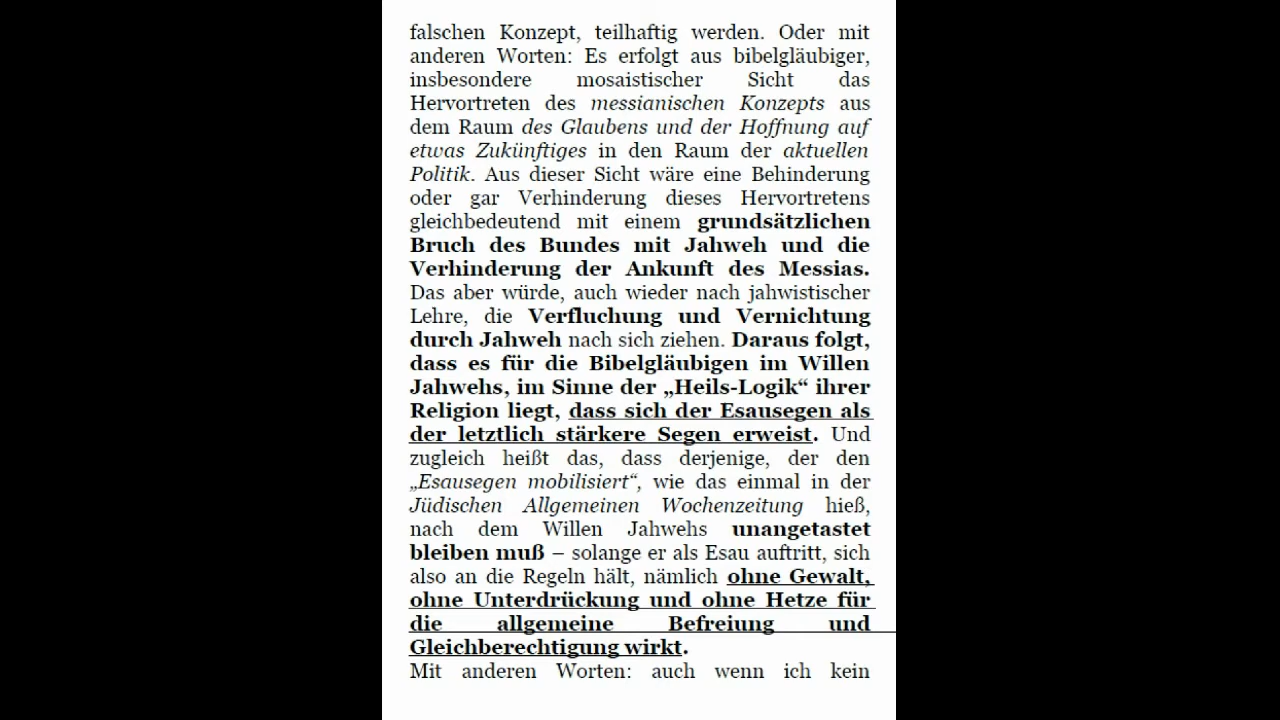 falschen Konzept, teilhaftig werden. Oder mit
anderen Worten: Es erfolgt aus bibelgläubiger,
insbesondere mosaistischer Sicht das
Hervortreten des messianischen Konzepts aus
dem Raum des Glaubens und der Hoffnung auf
etwas Zukünftiges in den Raum der aktuellen
Politik. Aus dieser Sicht wäre eine Behinderung
oder gar Verhinderung dieses Hervortretens
gleichbedeutend mit einem grundsätzlichen
Bruch des Bundes mit Jahweh und die
Verhinderung der Ankunft des Messias.
Das aber würde, auch wieder nach jahwistischer
Lehre, die Verfluchung und Vernichtung
durch Jahweh nach sich ziehen. Daraus folgt,
dass es für die Bibelgläubigen im Willen
Jahwehs, im Sinne der „Heils-Logik“ ihrer
Religion liegt, dass sich der Esausegen als
der letztlich stärkere Segen erweist. Und
zugleich heißt das, dass derjenige, der den
„Esausegen mobilisiert“, wie das einmal in der
Jüdischen Allgemeinen Wochenzeitung hieß,
nach dem Willen Jahwehs unangetastet
bleiben muß – solange er als Esau auftritt, sich
also an die Regeln hält, nämlich ohne Gewalt,
ohne Unterdrückung und ohne Hetze für
die allgemeine Befreiung und
Gleichberechtigung wirkt.
Mit anderen Worten: auch wenn ich kein